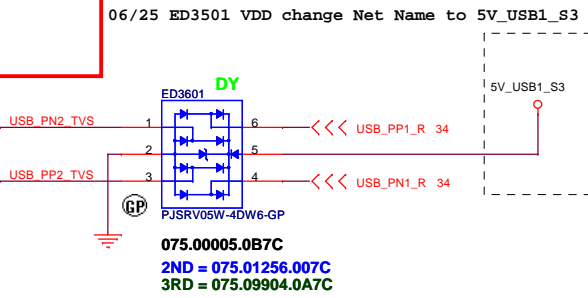 06/25 ED3501 VDD change Net Name to 5V_USB1_S3
DY
ED3601
5V_USB1_S3
USB_PN2_TVS 1 6 USB_PP1_R 34
2 5
USB_PP2_TVS 3 4 USB_PN1_R 34
GP
PJSRV05W-4DW6-GP
075.00005.0B7C
2ND = 075.01256.007C
3RD = 075.09904.0A7C